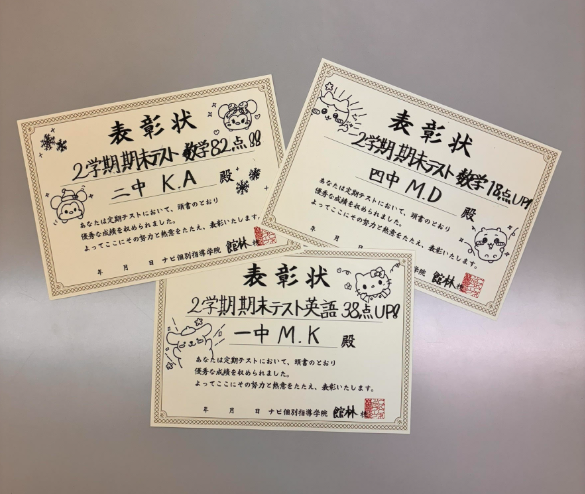 表彰状
2学期期末テスト数学82点!!
二中 K.A 殿
あなたは定期テストにおいて、頭書のとおり
優秀な成績を収められました。
よってここにその努力と熱意をたたえ、表彰いたします。
年 月 日 ナビ個別指導学院 館林 校
表彰状
2学期期末テスト数学18点UP!
四中 M.D 殿
あなたは定期テストにおいて、頭書のとおり
優秀な成績を収められました。
よってここにその努力と熱意をたたえ、表彰いたします。
年 月 日 ナビ個別指導学院 館林 校
表彰状
2学期期末テスト英語38点UP!!
一中 M.K 殿
あなたは定期テストにおいて、頭書のとおり
優秀な成績を収められました。
よってここにその努力と熱意をたたえ、表彰いたします。
年 月 日 ナビ個別指導学院 館林 校